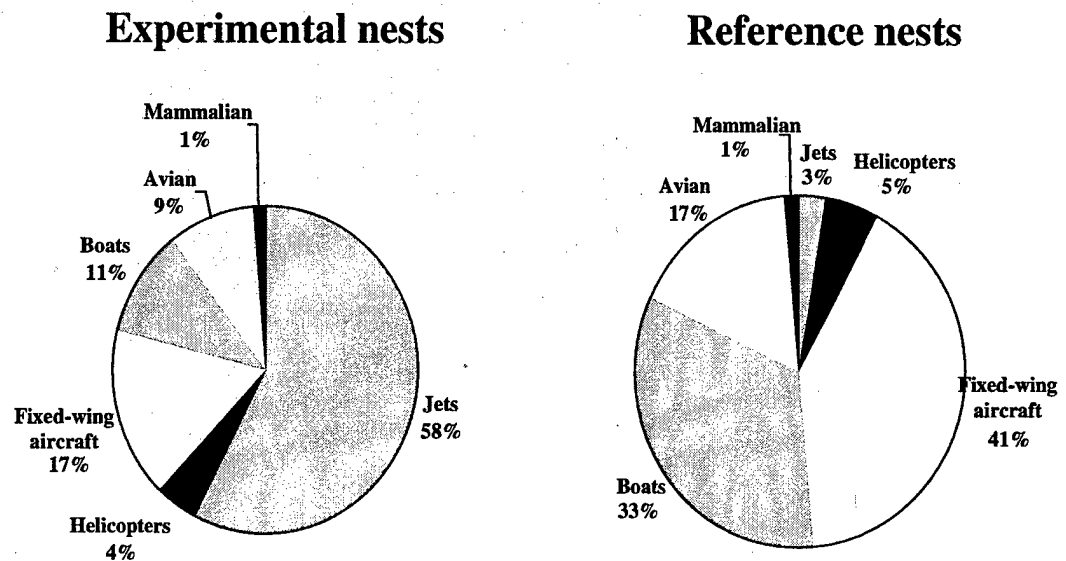 Experimental nests
Mammalian
1%
Avian
9%
Boats
11%
Fixed-wing
aircraft
17%
Helicopters
4%
Jets
58%
Reference nests
Mammalian
1%
Jets
3%
Helicopters
5%
Avian
17%
Fixed-wing
aircraft
41%
Boats
33%